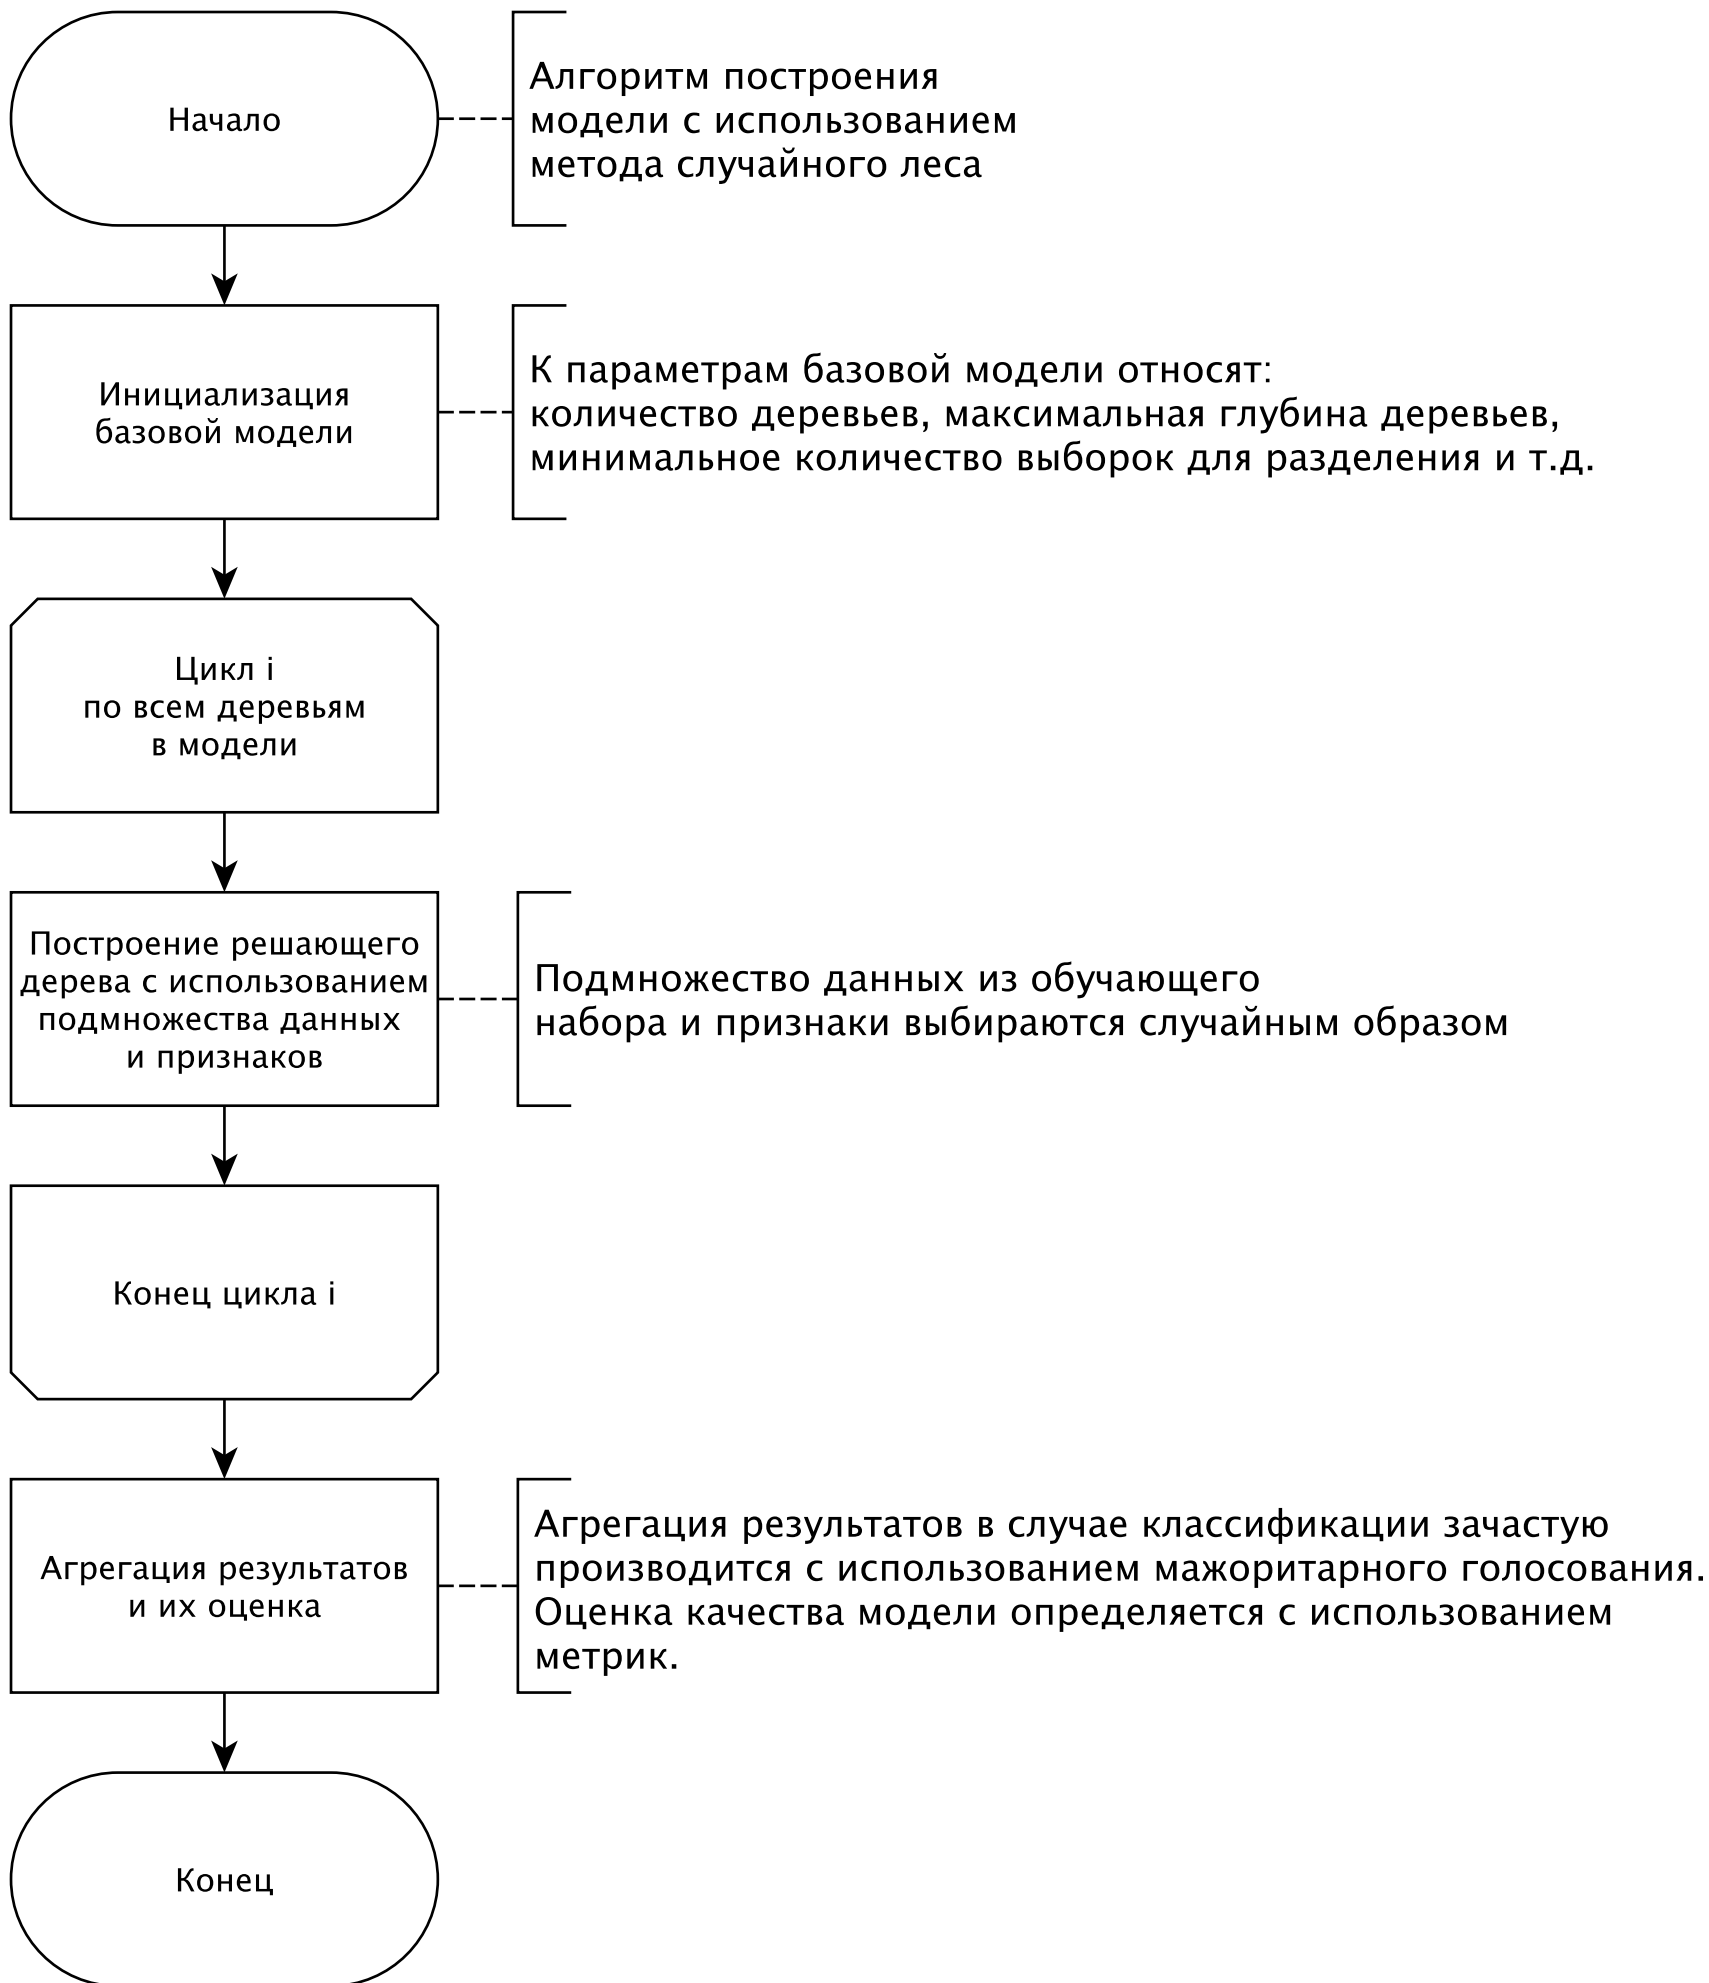 Начало
Алгоритм построения
модели с использованием
метода случайного леса
Инициализация
базовой модели
К параметрам базовой модели относят:
количество деревьев, максимальная глубина деревьев,
минимальное количество выборок для разделения и т.д.
Цикл i
по всем деревьям
в модели
Построение решающего
дерева с использованием
подмножества данных
и признаков
Подмножество данных из обучающего
набора и признаки выбираются случайным образом
Конец цикла i
Агрегация результатов
и их оценка
Агрегация результатов в случае классификации зачастую
производится с использованием мажоритарного голосования.
Оценка качества модели определяется с использованием
метрик.
Конец